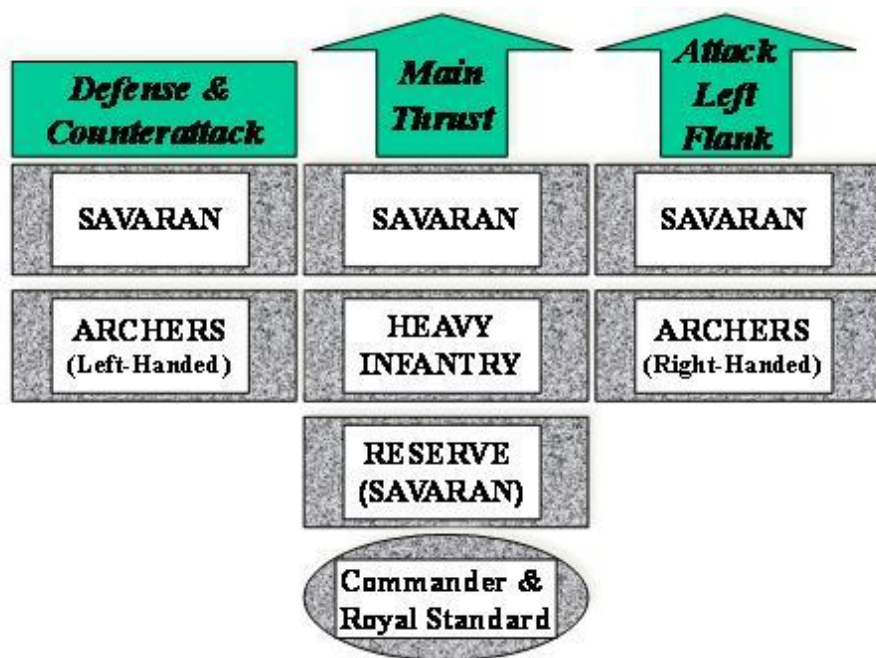 Defense &
Counterattack
Main
Thrust
Attack
Left
Flank
SAVARAN
SAVARAN
SAVARAN
ARCHERS
(Left-Handed)
HEAVY
INFANTRY
ARCHERS
(Right-Handed)
RESERVE
(SAVARAN)
Commander &
Royal Standard